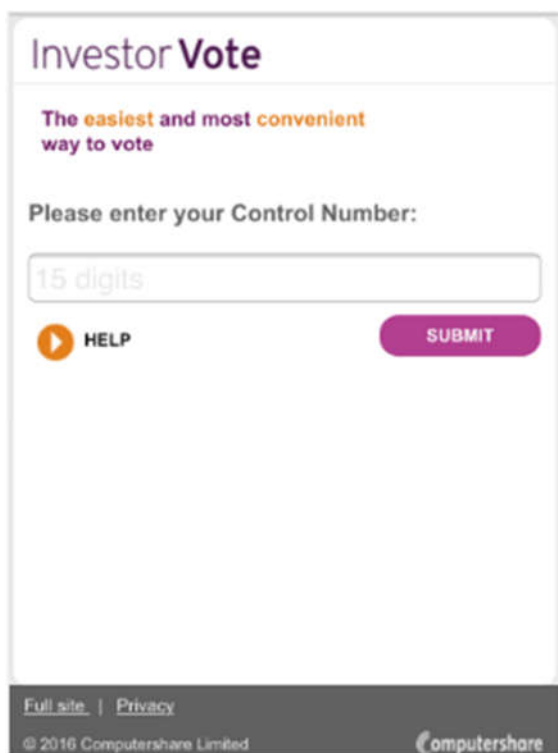 Investor Vote
The easiest and most convenient
way to vote
Please enter your Control Number:
15 digits
HELP
SUBMIT
Full site | Privacy
© 2016 Computershare Limited
Computershare